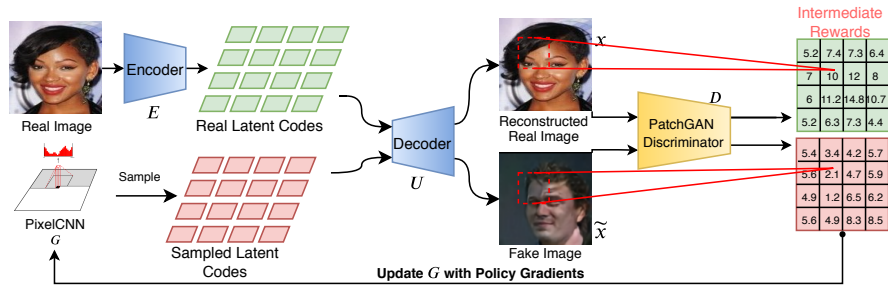 Intermediate
Rewards
Encoder
E
Real Image
Real Latent Codes
x
Reconstructed
Real Image
5.2 7.4 7.3 6.4
7 10 12 8
6 11.2 14.8 10.7
5.2 6.3 7.3 4.4
D
PatchGAN
Discriminator
Decoder
U
Sample
PixelCNN
G
Sampled Latent
Codes
x̃
Fake Image
5.4 3.4 4.2 5.7
5.6 2.1 4.7 5.9
4.9 1.2 6.5 6.2
5.6 4.9 8.3 8.5
Update G with Policy Gradients